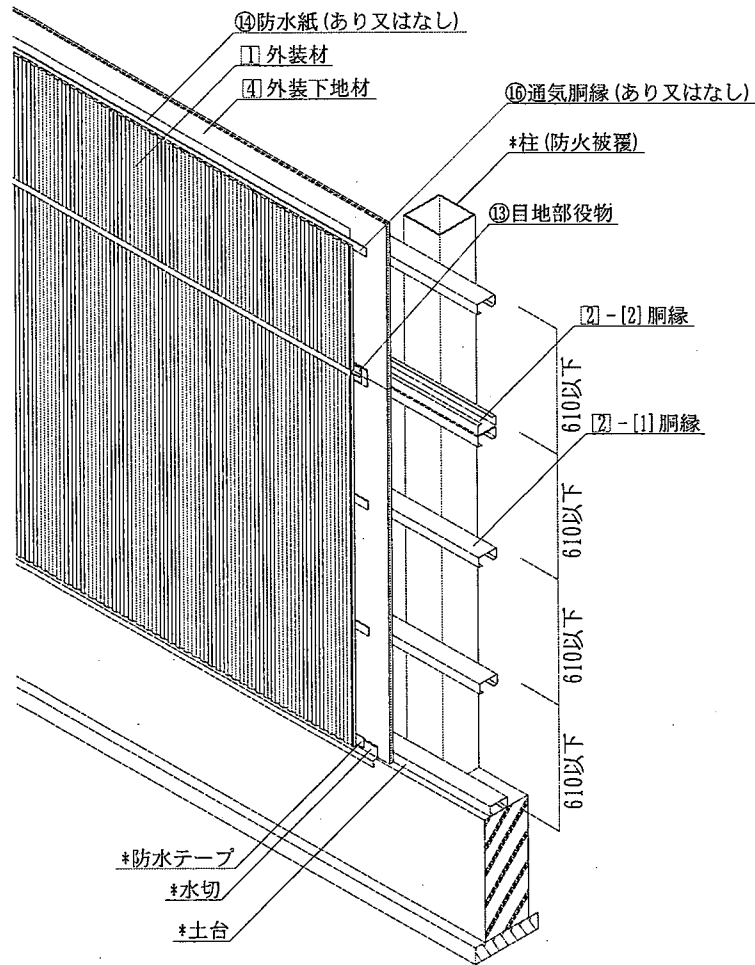 ⑭防水紙(あり又はなし)
1 外装材
4 外装下地材
⑯通気胴縁(あり又はなし)
*柱(防火被覆)
⑬目地部役物
2-[2] 胴縁
610以下
2-[1] 胴縁
610以下
610以下
610以下
*防水テープ
*水切
*土台